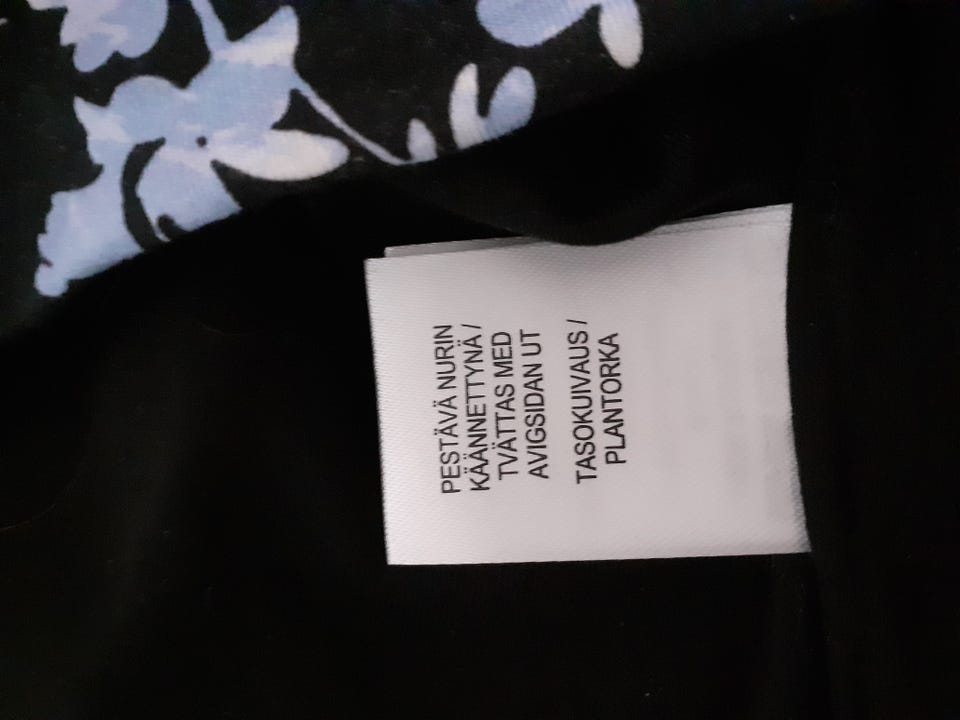 PESTÄVÄ NURIN
KÄÄNNETTYNÄ /
TVÄTTAS MED
AVIGSIDAN UT
TASOKUIVAUS /
PLANTORKA